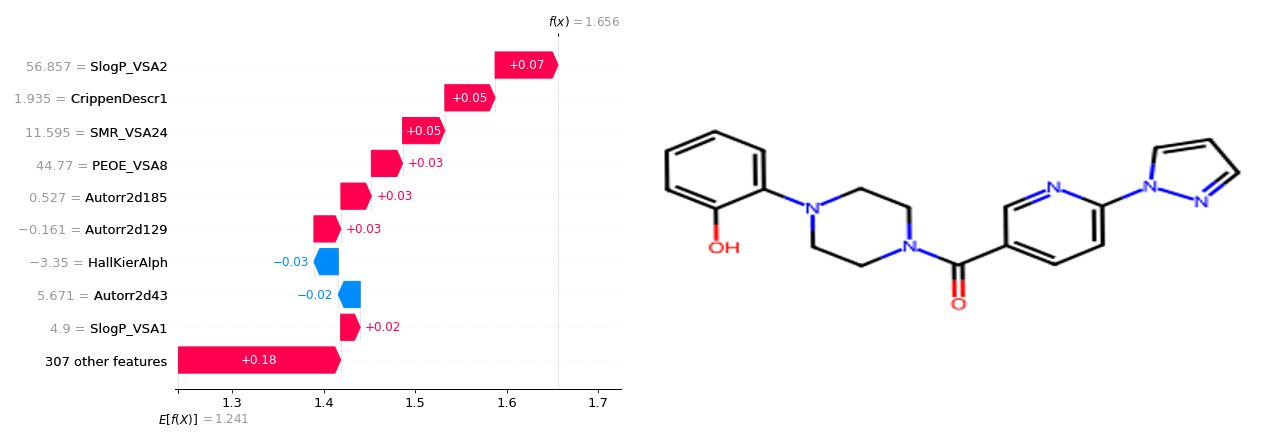 f(x) = 1.656
56.857 = SlogP_VSA2
+0.07
1.935 = CrippenDescr1
+0.05
11.595 = SMR_VSA24
+0.05
44.77 = PEOE_VSA8
+0.03
0.527 = Autorr2d185
+0.03
−0.161 = Autorr2d129
+0.03
−3.35 = HallKierAlph
−0.03
5.671 = Autorr2d43
−0.02
4.9 = SlogP_VSA1
+0.02
307 other features
+0.18
1.3 1.4 1.5 1.6 1.7
E[f(X)] = 1.241
N
N
N
OH
N
N
O